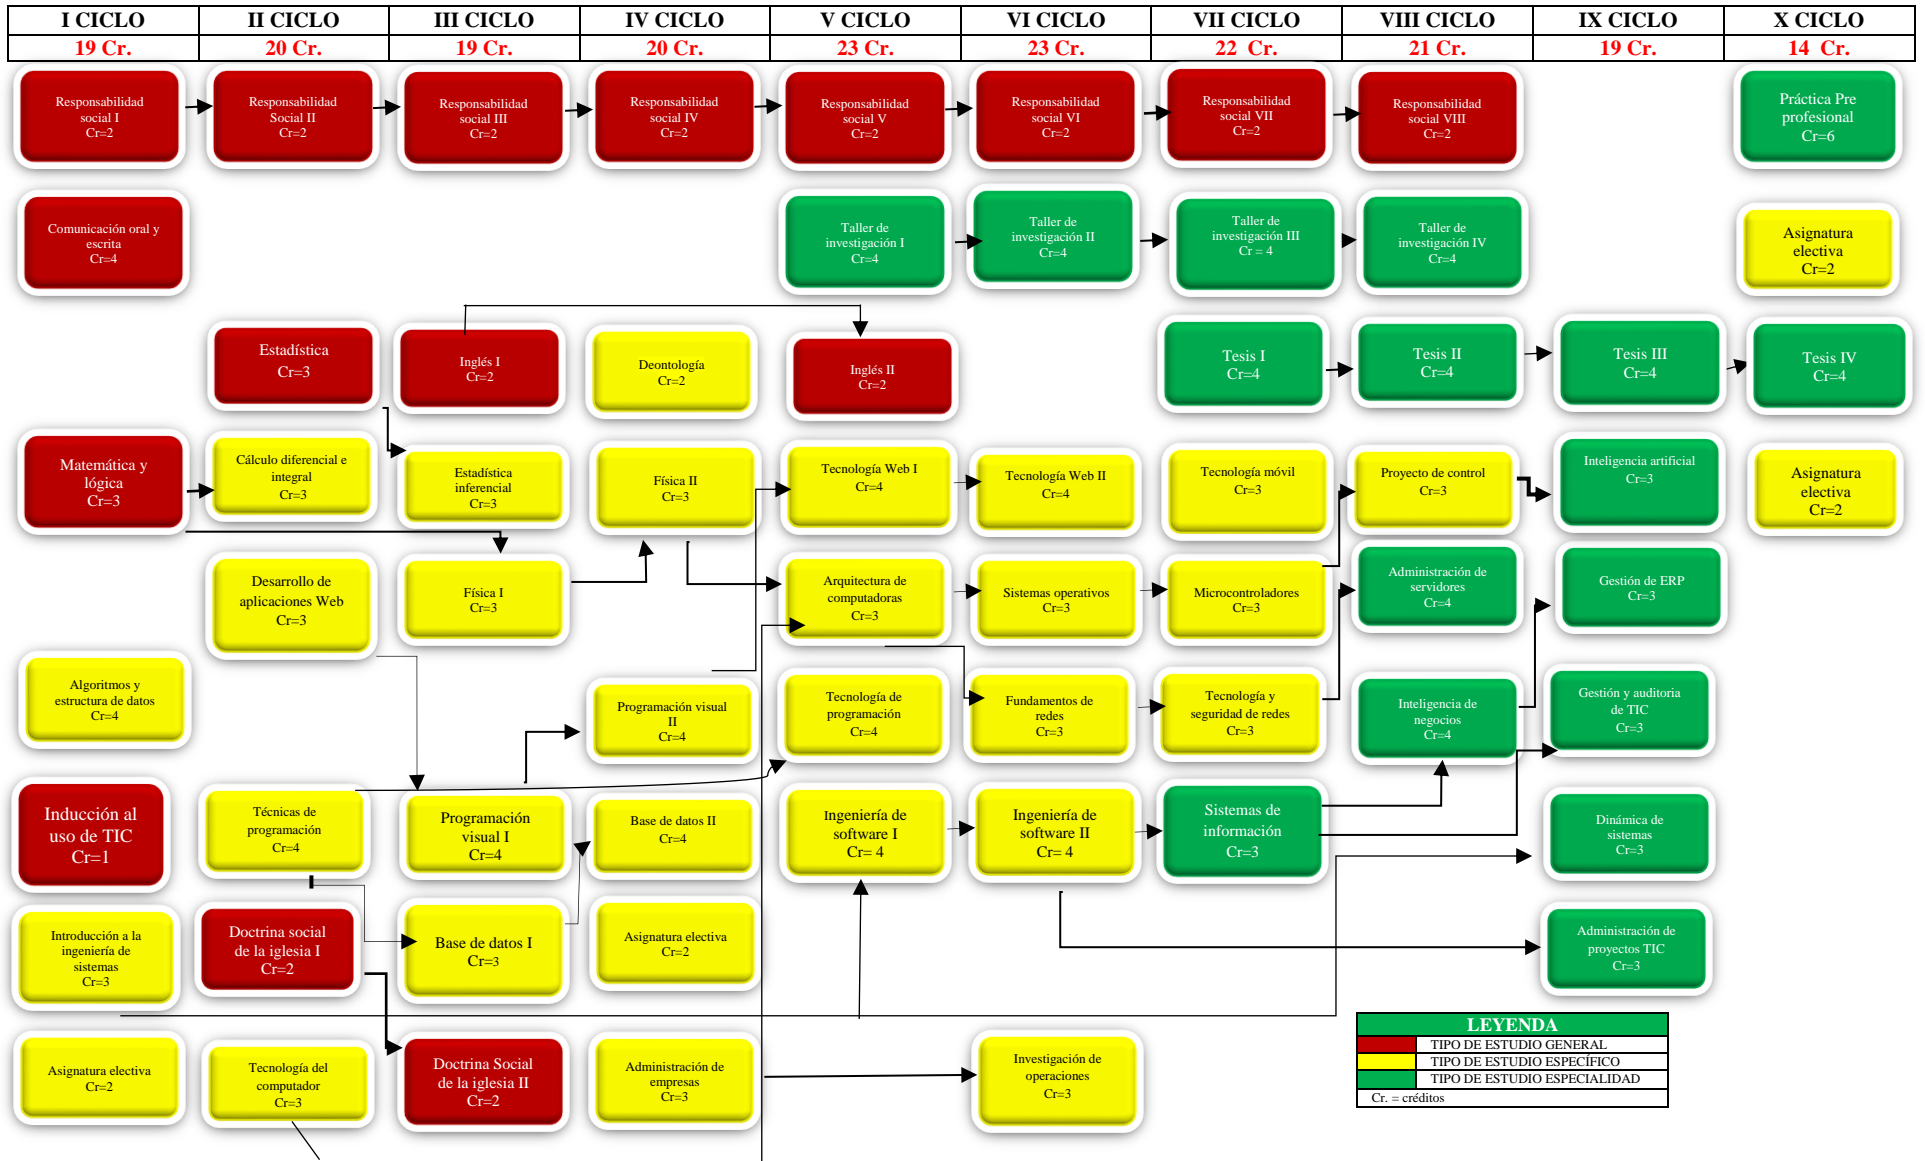 I CICLO
II CICLO
III CICLO
IV CICLO
V CICLO
VI CICLO
VII CICLO
VIII CICLO
IX CICLO
X CICLO
19 Cr.
20 Cr.
19 Cr.
20 Cr.
23 Cr.
23 Cr.
22 Cr.
21 Cr.
19 Cr.
14 Cr.
Responsabilidad
social I
Cr=2
Responsabilidad
Social II
Cr=2
Responsabilidad
social III
Cr=2
Responsabilidad
social IV
Cr=2
Responsabilidad
social V
Cr=2
Responsabilidad
social VI
Cr=2
Responsabilidad
social VII
Cr=2
Responsabilidad
social VIII
Cr=2
Práctica Pre
profesional
Cr=6
Comunicación oral y
escrita
Cr=4
Taller de
investigación I
Cr=4
Taller de
investigación II
Cr=4
Taller de
investigación III
Cr = 4
Taller de
investigación IV
Cr=4
Asignatura
electiva
Cr=2
Estadística
Cr=3
Inglés I
Cr=2
Deontología
Cr=2
Inglés II
Cr=2
Tesis I
Cr=4
Tesis II
Cr=4
Tesis III
Cr=4
Tesis IV
Cr=4
Matemática y
lógica
Cr=3
Cálculo diferencial e
integral
Cr=3
Estadística
inferencial
Cr=3
Física II
Cr=3
Tecnología Web I
Cr=4
Tecnología Web II
Cr=4
Tecnología móvil
Cr=3
Proyecto de control
Cr=3
Inteligencia artificial
Cr=3
Asignatura
electiva
Cr=2
Desarrollo de
aplicaciones Web
Cr=3
Física I
Cr=3
Arquitectura de
computadoras
Cr=3
Sistemas operativos
Cr=3
Microcontroladores
Cr=3
Administración de
servidores
Cr=4
Gestión de ERP
Cr=3
Algoritmos y
estructura de datos
Cr=4
Programación visual
II
Cr=4
Tecnología de
programación
Cr=4
Fundamentos de
redes
Cr=3
Tecnología y
seguridad de redes
Cr=3
Inteligencia de
negocios
Cr=4
Gestión y auditoria
de TIC
Cr=3
Inducción al
uso de TIC
Cr=1
Técnicas de
programación
Cr=4
Programación
visual I
Cr=4
Base de datos II
Cr=4
Ingeniería de
software I
Cr= 4
Ingeniería de
software II
Cr= 4
Sistemas de
información
Cr=3
Dinámica de
sistemas
Cr=3
Introducción a la
ingeniería de
sistemas
Cr=3
Doctrina social
de la iglesia I
Cr=2
Base de datos I
Cr=3
Asignatura electiva
Cr=2
Administración de
proyectos TIC
Cr=3
Asignatura electiva
Cr=2
Tecnología del
computador
Cr=3
Doctrina Social
de la iglesia II
Cr=2
Administración de
empresas
Cr=3
Investigación de
operaciones
Cr=3
LEYENDA
TIPO DE ESTUDIO GENERAL
TIPO DE ESTUDIO ESPECÍFICO
TIPO DE ESTUDIO ESPECIALIDAD
Cr. = créditos